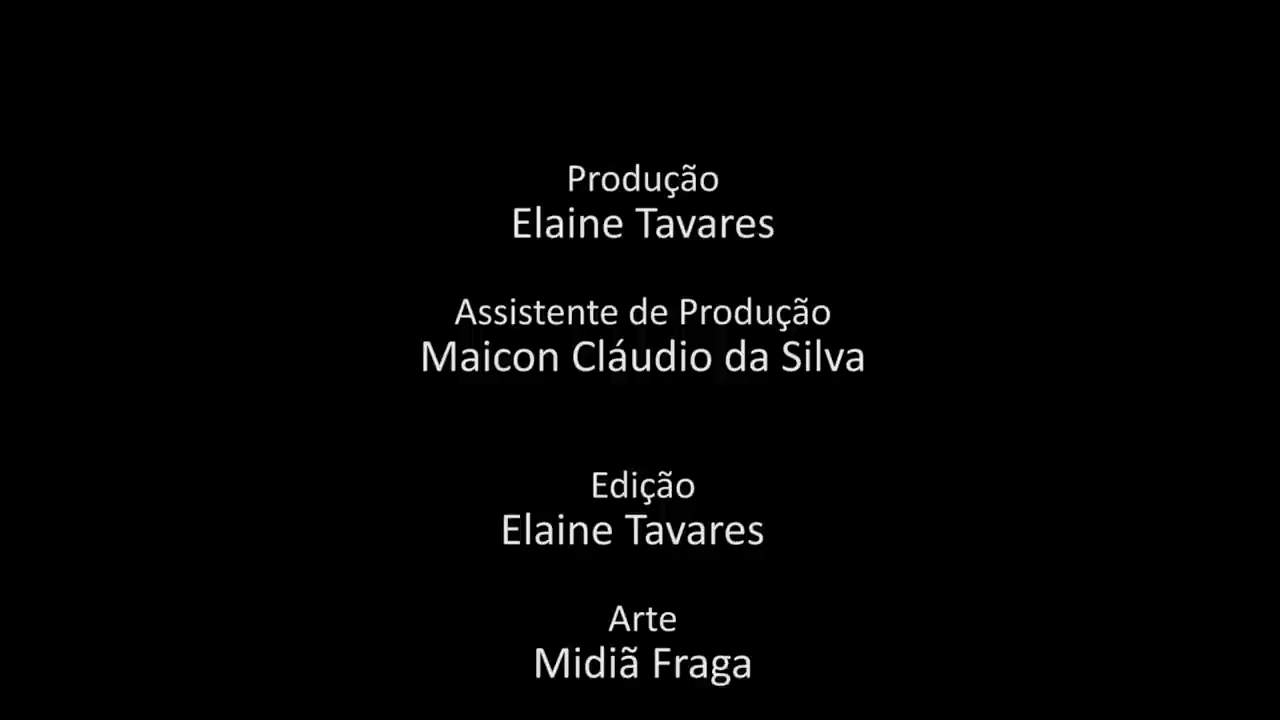 Produção
Elaine Tavares
Assistente de Produção
Maicon Cláudio da Silva
Edição
Elaine Tavares
Arte
Midiã Fraga